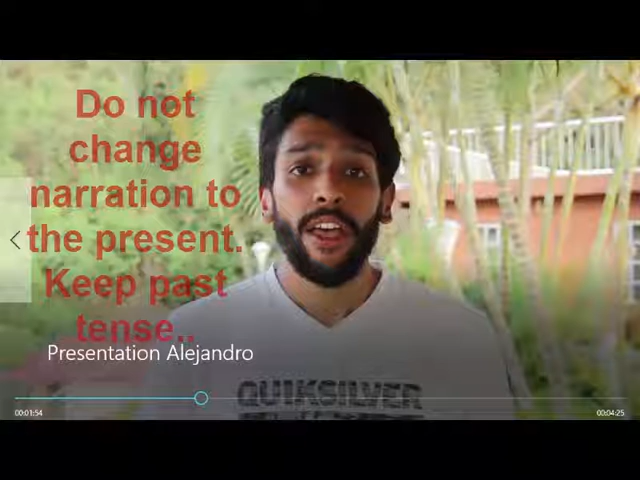 Do not
change
narration to
the present.
Keep past
tense..
Presentation Alejandro
QUIKSILVER
00:01:54
00:04:25